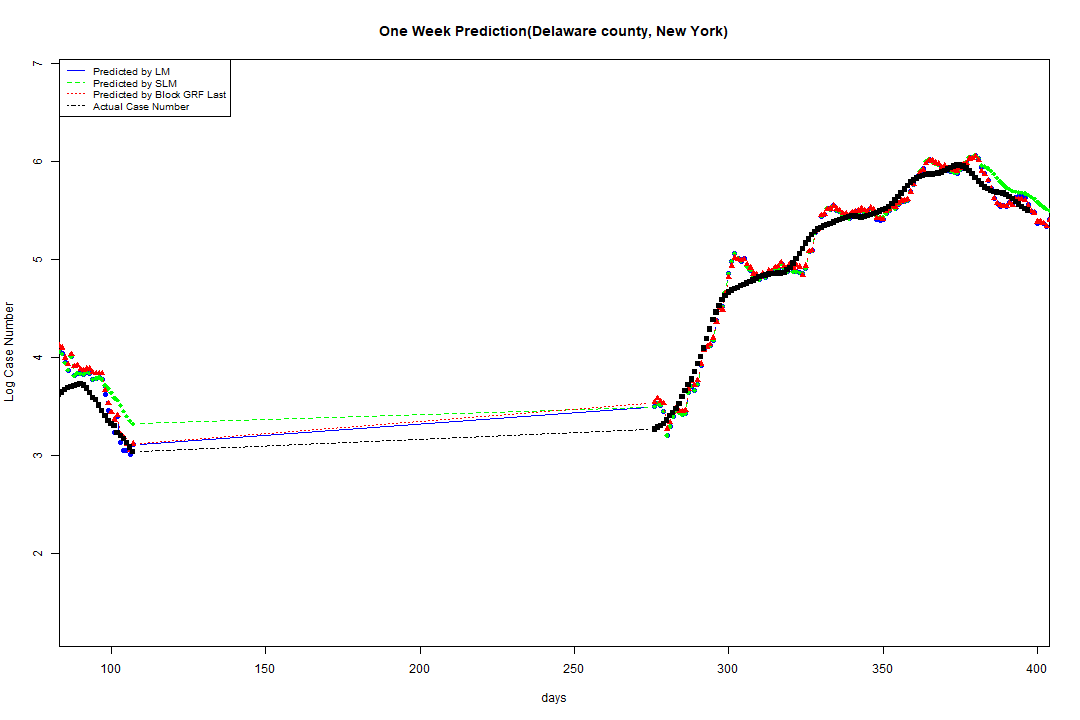 One Week Prediction(Delaware county, New York)
Predicted by LM
Predicted by SLM
Predicted by Block GRF Last
Actual Case Number
Log Case Number
7
6
5
4
3
2
100
150
200
250
300
350
400
days